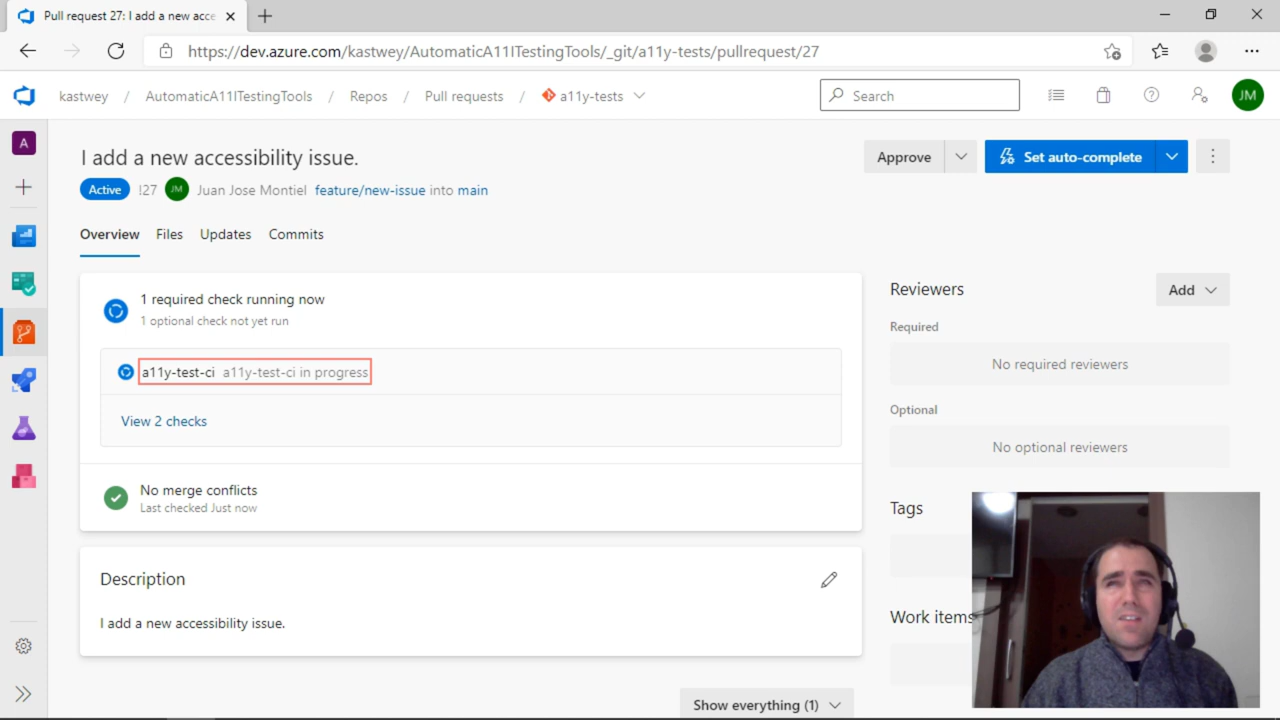 Pull request 27: I add a new acce
https://dev.azure.com/kastwey/AutomaticA11lTestingTools/_git/a11y-tests/pullrequest/27
kastwey / AutomaticA11lTestingTools / Repos / Pull requests / a11y-tests
Search
JM
A
I add a new accessibility issue.
Approve
Set auto-complete
Active !27 JM Juan Jose Montiel feature/new-issue into main
Overview Files Updates Commits
1 required check running now
1 optional check not yet run
a11y-test-ci a11y-test-ci in progress
View 2 checks
No merge conflicts
Last checked Just now
Description
I add a new accessibility issue.
Show everything (1)
Reviewers
Add
Required
No required reviewers
Optional
No optional reviewers
Tags
Work items